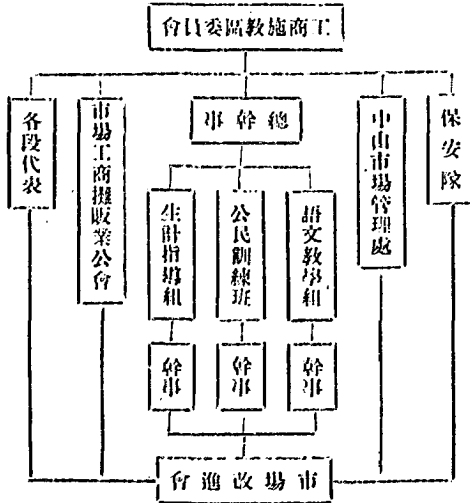 工商施教區委員會
保安隊
中山市場管理處
總幹事
市場工商攤販業公會
各段代表
語文教學組
公民訓練班
生計指導組
幹事
幹事
幹事
市場改進會